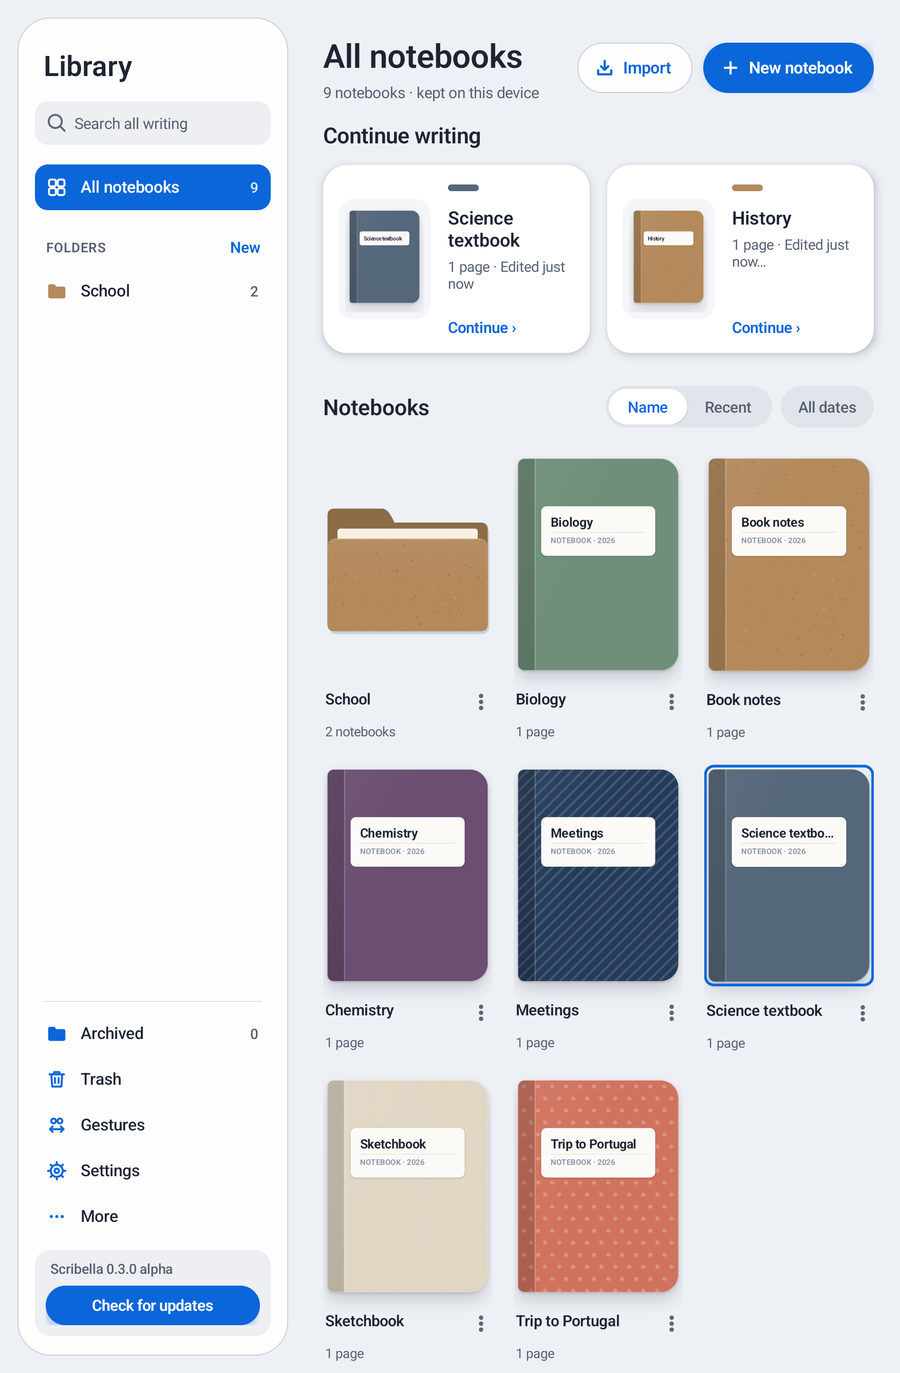 Library
Search all writing
All notebooks 9
FOLDERS New
School 2
Archived 0
Trash
Gestures
Settings
More
Scribella 0.3.0 alpha
Check for updates
All notebooks
9 notebooks · kept on this device
Import
New notebook
Continue writing
Science textbook
Science
textbook
1 page · Edited just
now
Continue ›
History
History
1 page · Edited just
now...
Continue ›
Notebooks
Name Recent All dates
School
2 notebooks
Biology
NOTEBOOK · 2026
Biology
1 page
Book notes
NOTEBOOK · 2026
Book notes
1 page
Chemistry
NOTEBOOK · 2026
Chemistry
1 page
Meetings
NOTEBOOK · 2026
Meetings
1 page
Science textbo...
NOTEBOOK · 2026
Science textbook
1 page
Sketchbook
NOTEBOOK · 2026
Sketchbook
1 page
Trip to Portugal
NOTEBOOK · 2026
Trip to Portugal
1 page